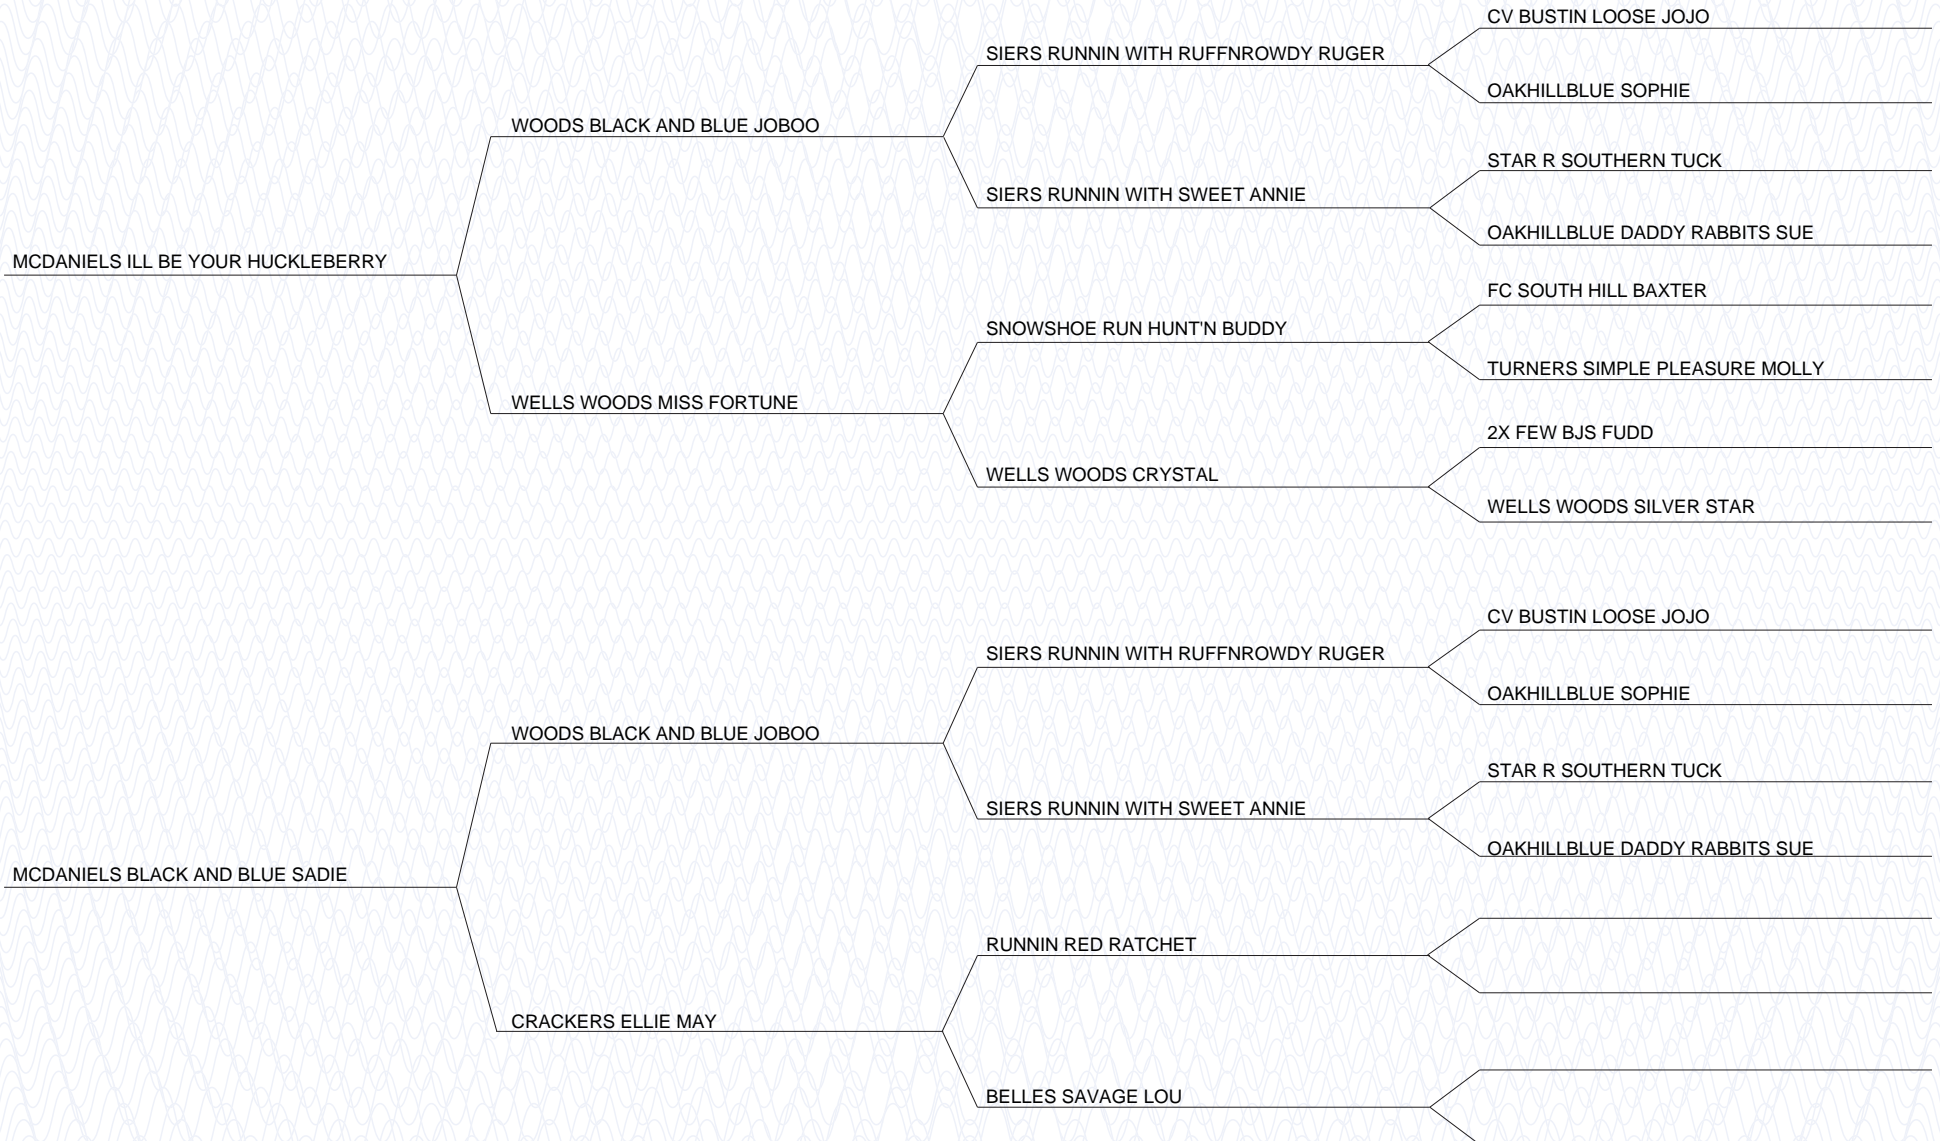 CV BUSTIN LOOSE JOJO
SIERS RUNNIN WITH RUFFNROWDY RUGER
OAKHILLBLUE SOPHIE
WOODS BLACK AND BLUE JOBOO
STAR R SOUTHERN TUCK
SIERS RUNNIN WITH SWEET ANNIE
OAKHILLBLUE DADDY RABBITS SUE
MCDANIELS ILL BE YOUR HUCKLEBERRY
FC SOUTH HILL BAXTER
SNOWSHOE RUN HUNT'N BUDDY
TURNERS SIMPLE PLEASURE MOLLY
WELLS WOODS MISS FORTUNE
2X FEW BJS FUDD
WELLS WOODS CRYSTAL
WELLS WOODS SILVER STAR
CV BUSTIN LOOSE JOJO
SIERS RUNNIN WITH RUFFNROWDY RUGER
OAKHILLBLUE SOPHIE
WOODS BLACK AND BLUE JOBOO
STAR R SOUTHERN TUCK
SIERS RUNNIN WITH SWEET ANNIE
OAKHILLBLUE DADDY RABBITS SUE
MCDANIELS BLACK AND BLUE SADIE
RUNNIN RED RATCHET
CRACKERS ELLIE MAY
BELLES SAVAGE LOU